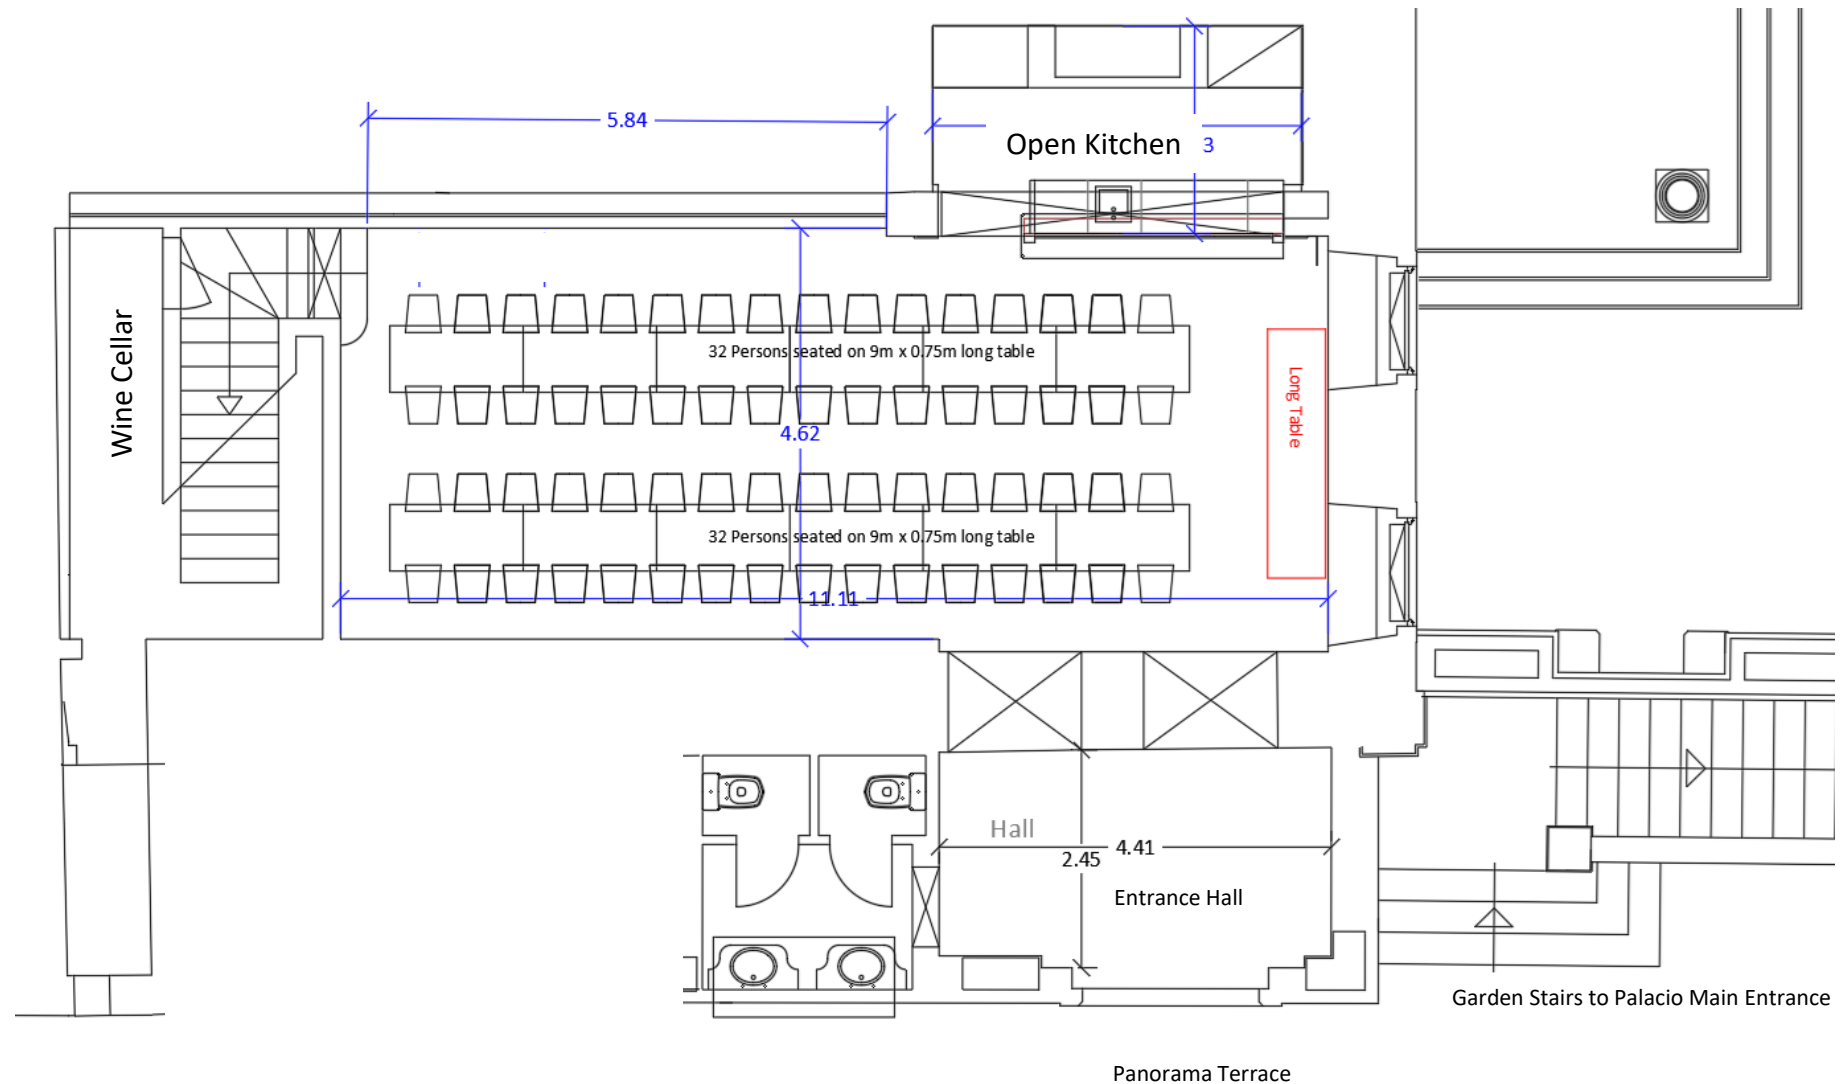 5.84
Open Kitchen
3
Wine Cellar
32 Persons seated on 9m x 0.75m long table
Long Table
4.62
32 Persons seated on 9m x 0.75m long table
11.11
Hall
4.41
2.45
Entrance Hall
Garden Stairs to Palacio Main Entrance
Panorama Terrace